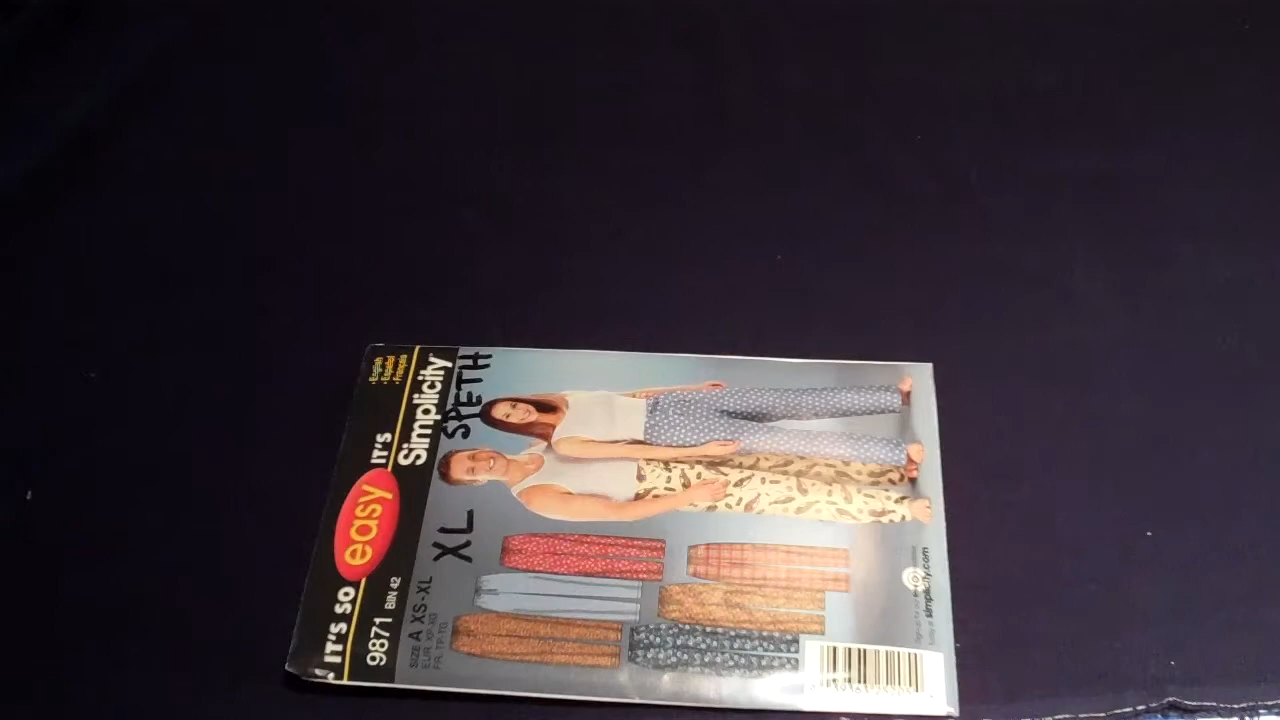 IT'S SO easy IT'S
Simplicity
• English
• Español
• Français
9871 BIN 42
SIZE A XS-XL
XL SPETH
simplicity.com